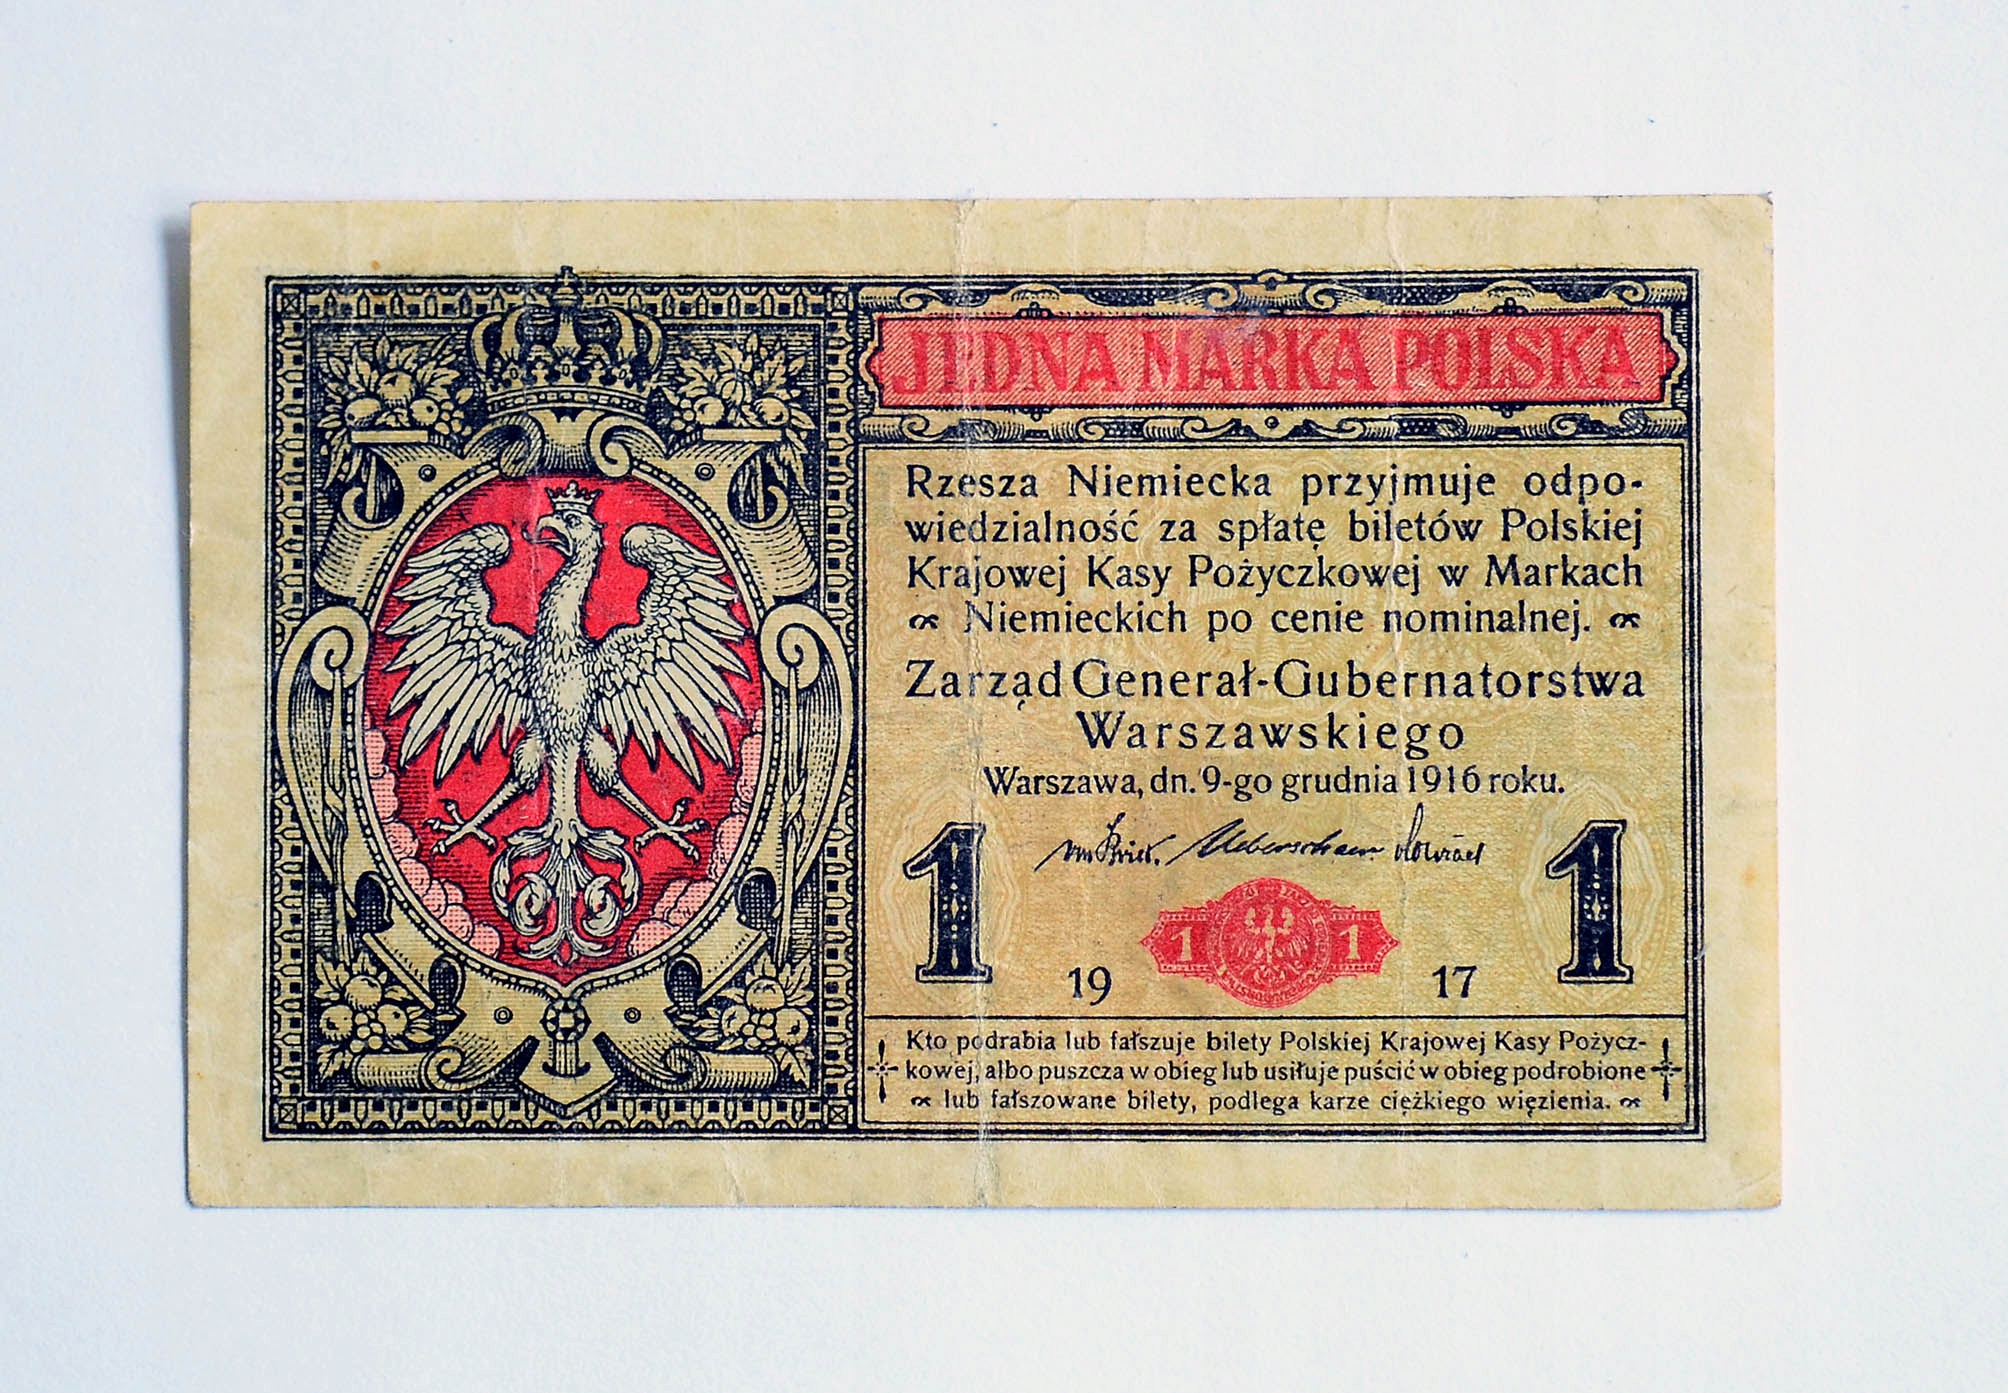 JEDNA MARKA POLSKA
Rzesza Niemiecka przyjmuje odpo-
wiedzialność za spłatę biletów Polskiej
Krajowej Kasy Pożyczkowej w Markach
Niemieckich po cenie nominalnej.
Zarząd Generał-Gubernatorstwa
Warszawskiego
Warszawa, dn. 9-go grudnia 1916 roku.
1 1
1 1
19 17
Kto podrabia lub fałszuje bilety Polskiej Krajowej Kasy Pożycz-
kowej, albo puszcza w obieg lub usiłuje puścić w obieg podrobione
lub fałszowane bilety, podlega karze ciężkiego więzienia.